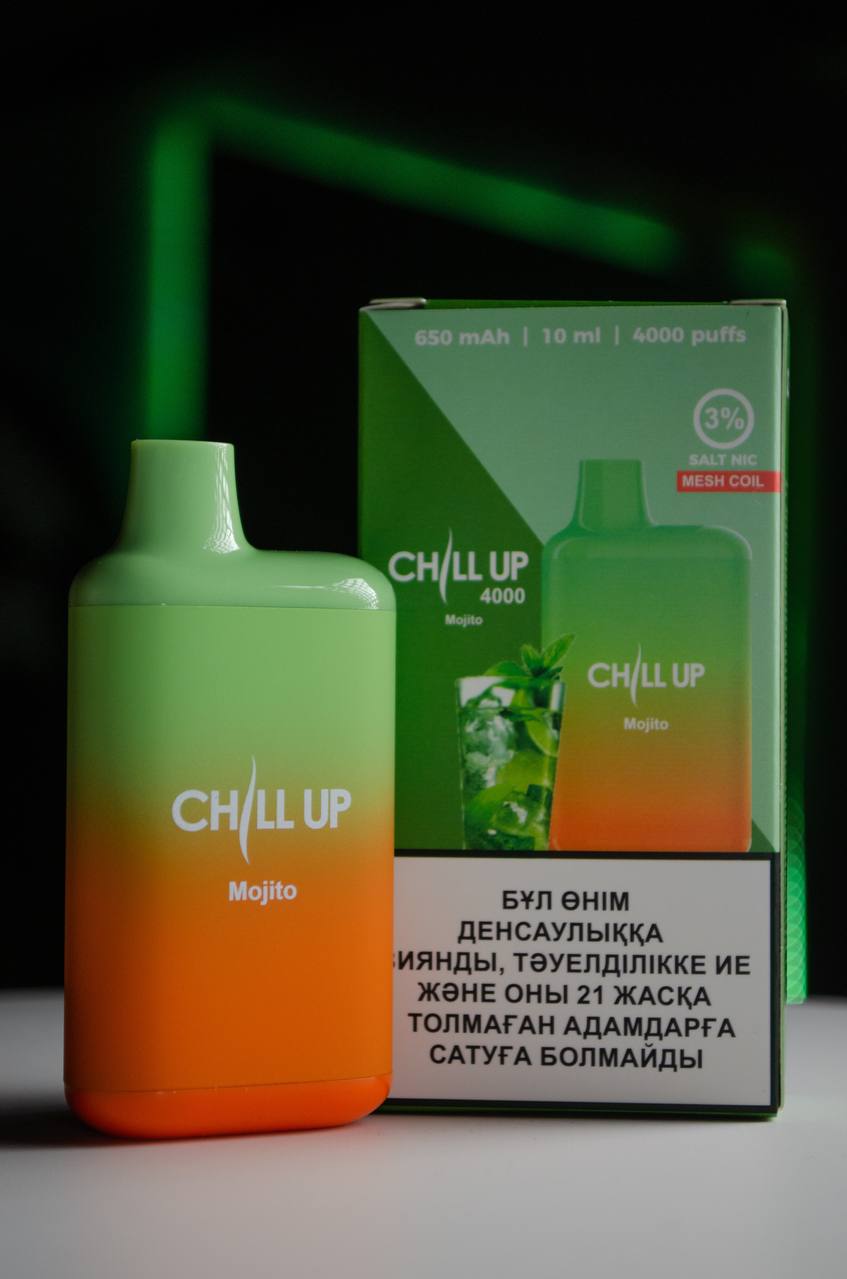 650 mAh | 10 ml | 4000 puffs
3%
SALT NIC
MESH COIL
CHILL UP
4000
Mojito
CHILL UP
Mojito
CHILL UP
Mojito
БҰЛ ӨНІМ
ДЕНСАУЛЫҚҚА
ТӘУЕЛДІЛІККЕ ИЕ
ЖӘНЕ ОНЫ 21 ЖАСҚА
ТОЛМАҒАН АДАМДАРҒА
САТУҒА БОЛМАЙДЫ